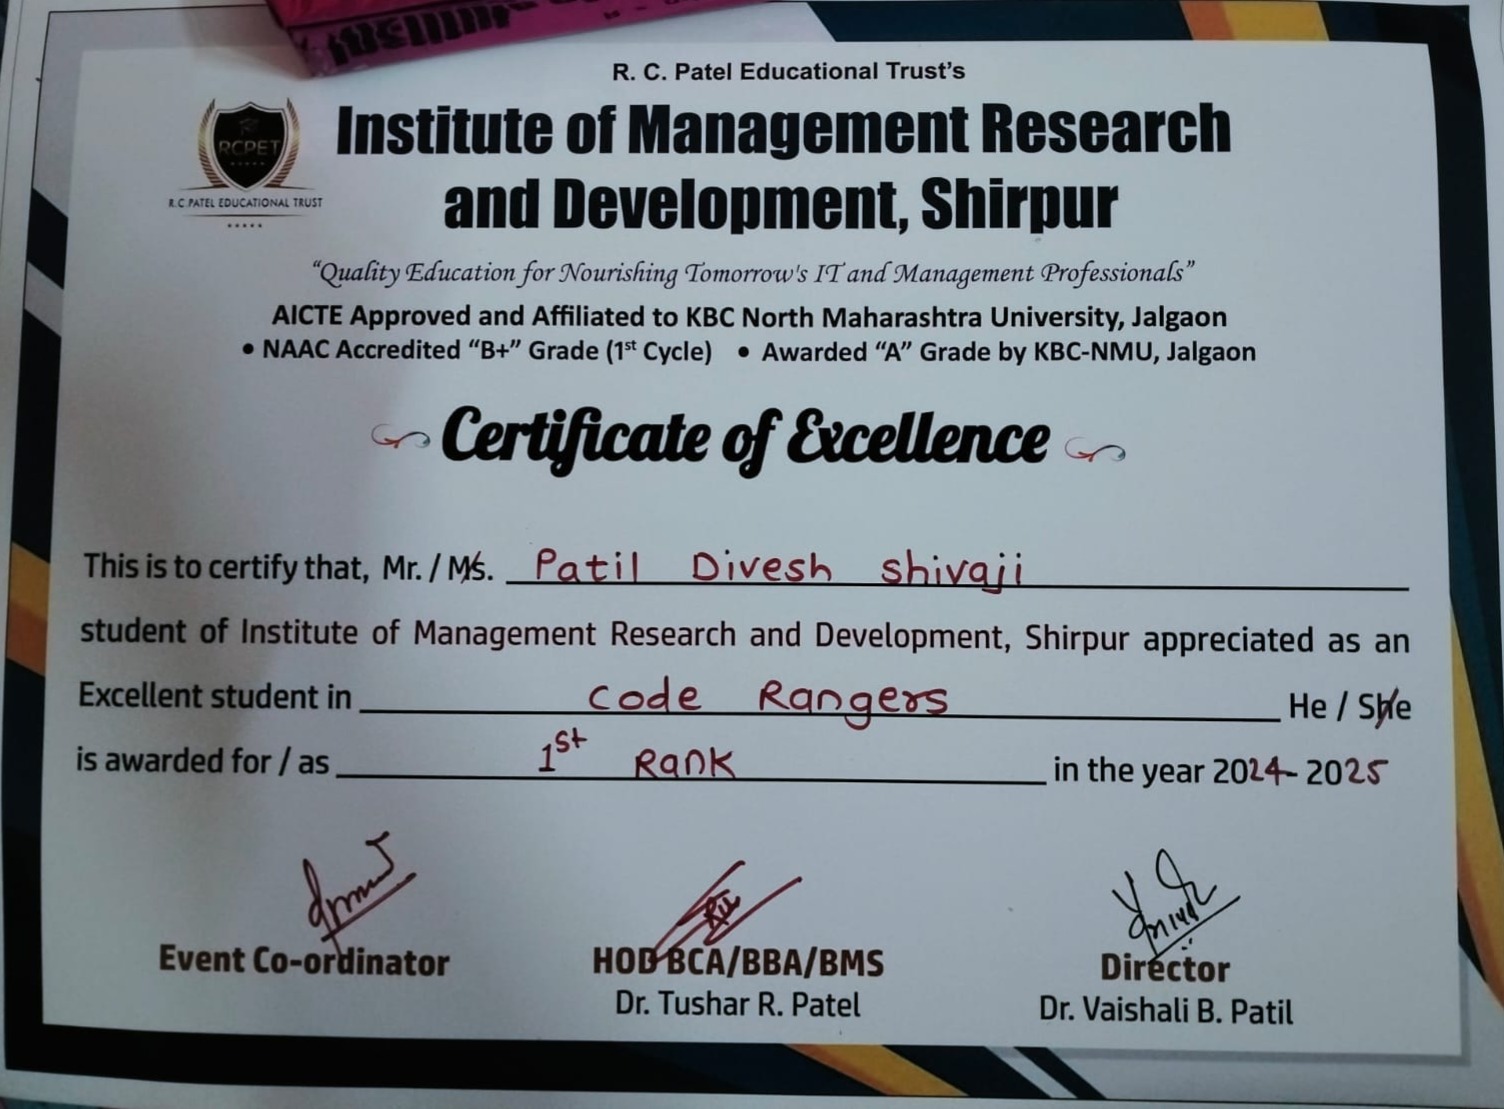 R. C. Patel Educational Trust's
Institute of Management Research
and Development, Shirpur
RCPET
R.C.PATEL EDUCATIONAL TRUST
"Quality Education for Nourishing Tomorrow's IT and Management Professionals"
AICTE Approved and Affiliated to KBC North Maharashtra University, Jalgaon
• NAAC Accredited "B+" Grade (1st Cycle) • Awarded "A" Grade by KBC-NMU, Jalgaon
Certificate of Excellence
This is to certify that, Mr. / Ms. Patil Divesh shivaji
student of Institute of Management Research and Development, Shirpur appreciated as an
Excellent student in Code Rangers He / She
is awarded for / as 1st Rank in the year 2024-2025
Event Co-ordinator
HOD BCA/BBA/BMS
Dr. Tushar R. Patel
Director
Dr. Vaishali B. Patil